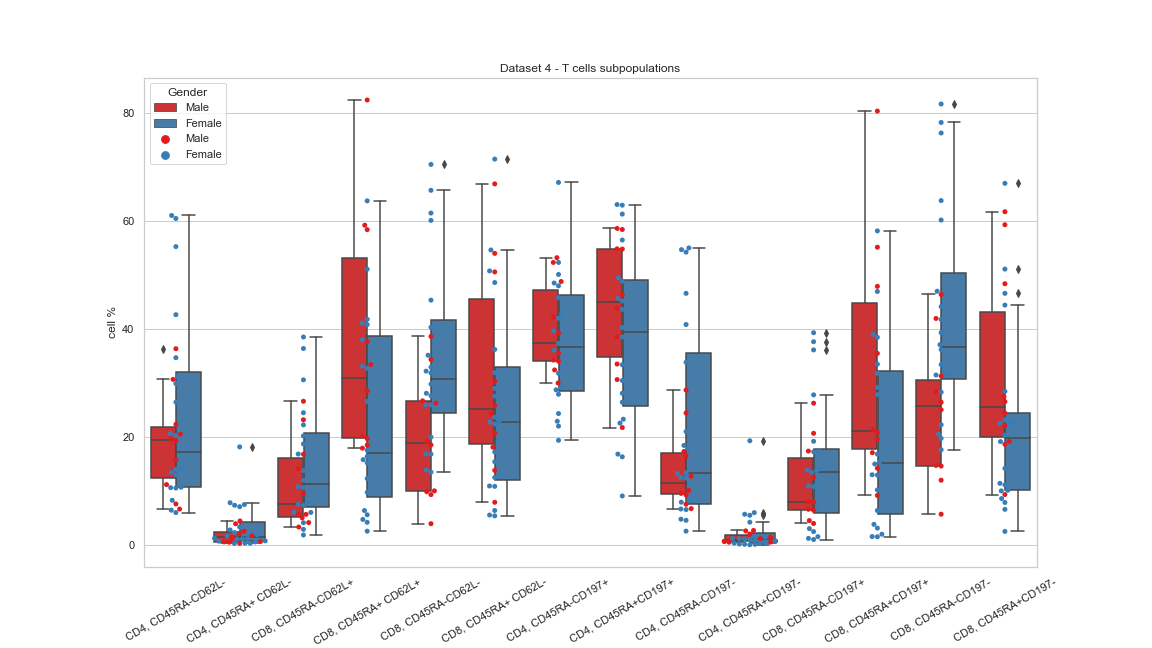 Dataset 4 - T cells subpopulations
Gender
Male
Female
Male
Female
cell %
80
60
40
20
0
CD4, CD45RA-CD62L-
CD4, CD45RA+ CD62L-
CD8, CD45RA-CD62L+
CD8, CD45RA+ CD62L+
CD8, CD45RA-CD62L-
CD8, CD45RA+ CD62L-
CD4, CD45RA-CD197+
CD4, CD45RA+CD197+
CD4, CD45RA-CD197-
CD4, CD45RA+CD197-
CD8, CD45RA-CD197+
CD8, CD45RA+CD197+
CD8, CD45RA-CD197-
CD8, CD45RA+CD197-